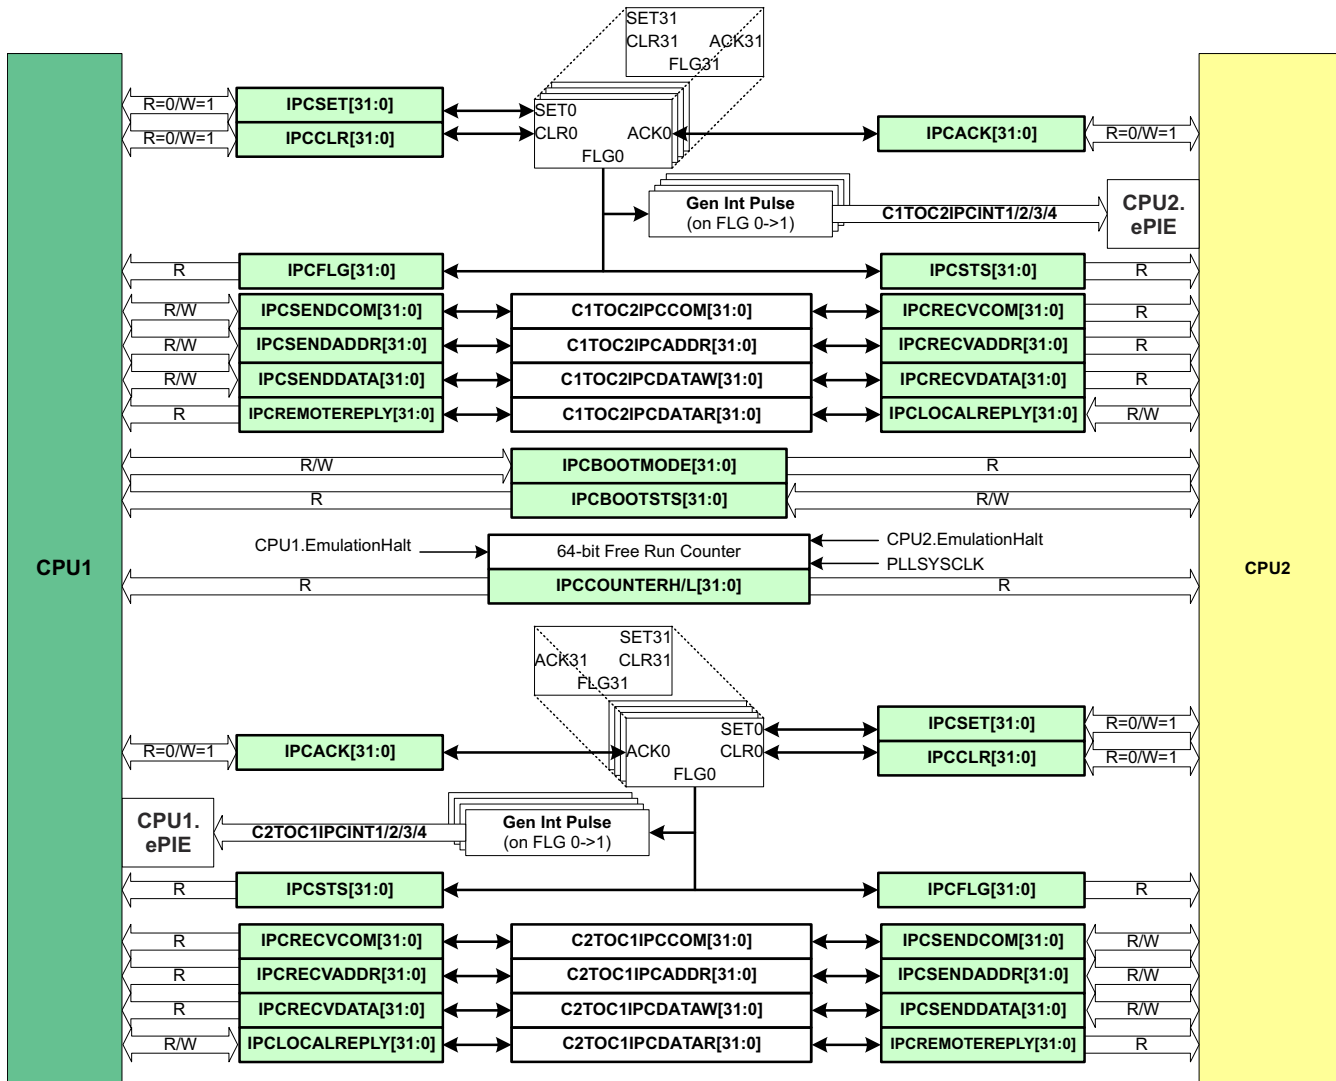 SET31
CLR31 ACK31
FLG31
R=0/W=1 IPCSET[31:0] SET0
R=0/W=1 IPCCLR[31:0] CLR0 ACK0 IPCACK[31:0] R=0/W=1
FLG0
Gen Int Pulse
(on FLG 0->1)
C1TOC2IPCINT1/2/3/4
CPU2.
ePIE
R IPCFLG[31:0] IPCSTS[31:0] R
R/W IPCSENDCOM[31:0] C1TOC2IPCCOM[31:0] IPCRECVCOM[31:0] R
R/W IPCSENDADDR[31:0] C1TOC2IPCADDR[31:0] IPCRECVADDR[31:0] R
R/W IPCSENDDATA[31:0] C1TOC2IPCDATAW[31:0] IPCRECVDATA[31:0] R
R IPCREMOTEREPLY[31:0] C1TOC2IPCDATAR[31:0] IPCLOCALREPLY[31:0] R/W
R/W IPCBOOTMODE[31:0] R
R IPCBOOTSTS[31:0] R/W
CPU1.EmulationHalt 64-bit Free Run Counter CPU2.EmulationHalt
PLLSYSCLK
CPU1
CPU2
R IPCCOUNTERH/L[31:0] R
SET31
ACK31 CLR31
FLG31
SET0 IPCSET[31:0] R=0/W=1
R=0/W=1 IPCACK[31:0] ACK0 CLR0 IPCCLR[31:0] R=0/W=1
FLG0
CPU1.
ePIE
C2TOC1IPCINT1/2/3/4
Gen Int Pulse
(on FLG 0->1)
R IPCSTS[31:0] IPCFLG[31:0] R
R IPCRECVCOM[31:0] C2TOC1IPCCOM[31:0] IPCSENDCOM[31:0] R/W
R IPCRECVADDR[31:0] C2TOC1IPCADDR[31:0] IPCSENDADDR[31:0] R/W
R IPCRECVDATA[31:0] C2TOC1IPCDATAW[31:0] IPCSENDDATA[31:0] R/W
R/W IPCLOCALREPLY[31:0] C2TOC1IPCDATAR[31:0] IPCREMOTEREPLY[31:0] R